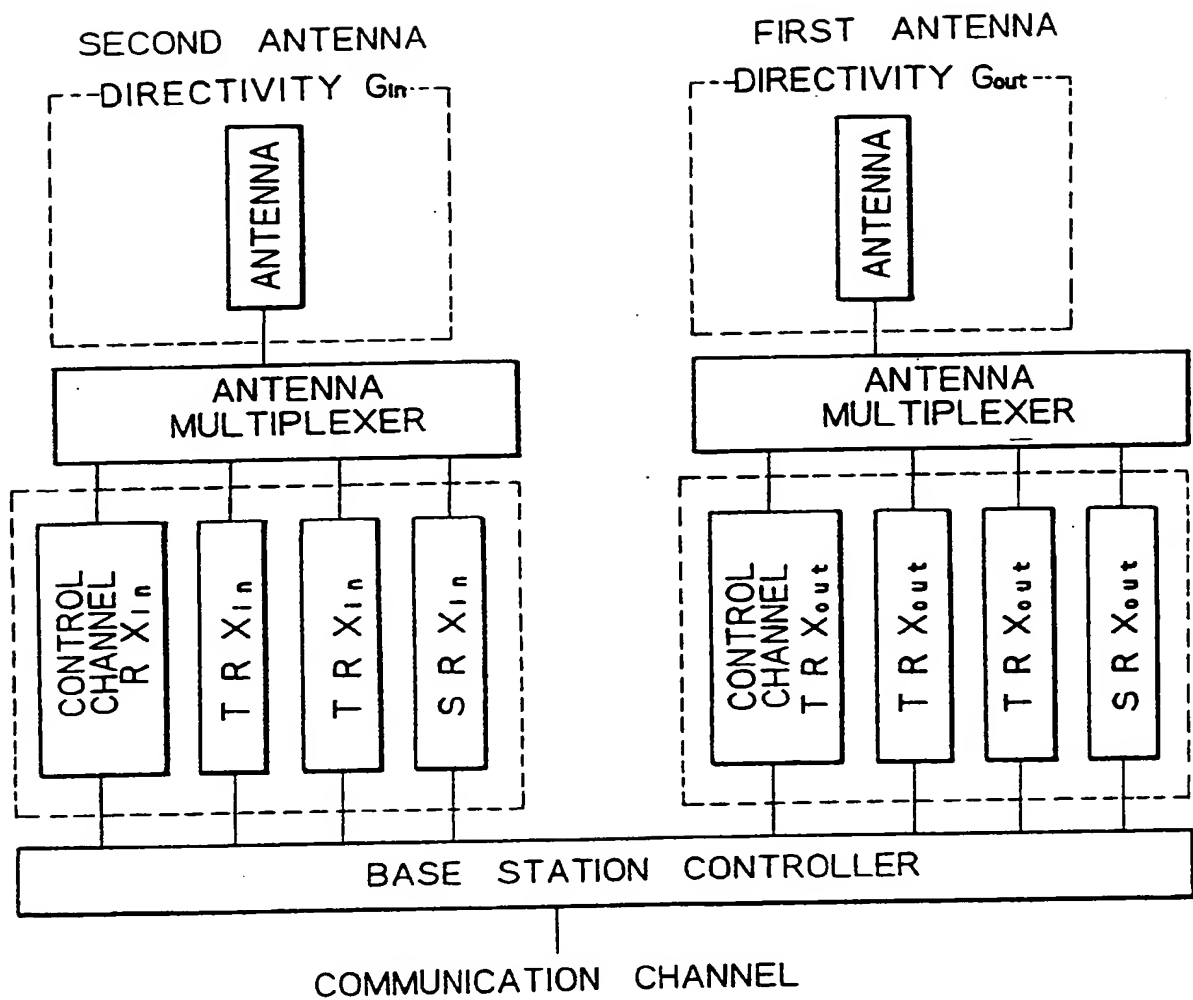 SECOND ANTENNA
DIRECTIVITY Gin
ANTENNA
ANTENNA
MULTIPLEXER
CONTROL
CHANNEL
R Xin
T R Xin
T R Xin
S R Xin
FIRST ANTENNA
DIRECTIVITY Gout
ANTENNA
ANTENNA
MULTIPLEXER
CONTROL
CHANNEL
T R Xout
T R Xout
T R Xout
S R Xout
BASE STATION CONTROLLER
COMMUNICATION CHANNEL